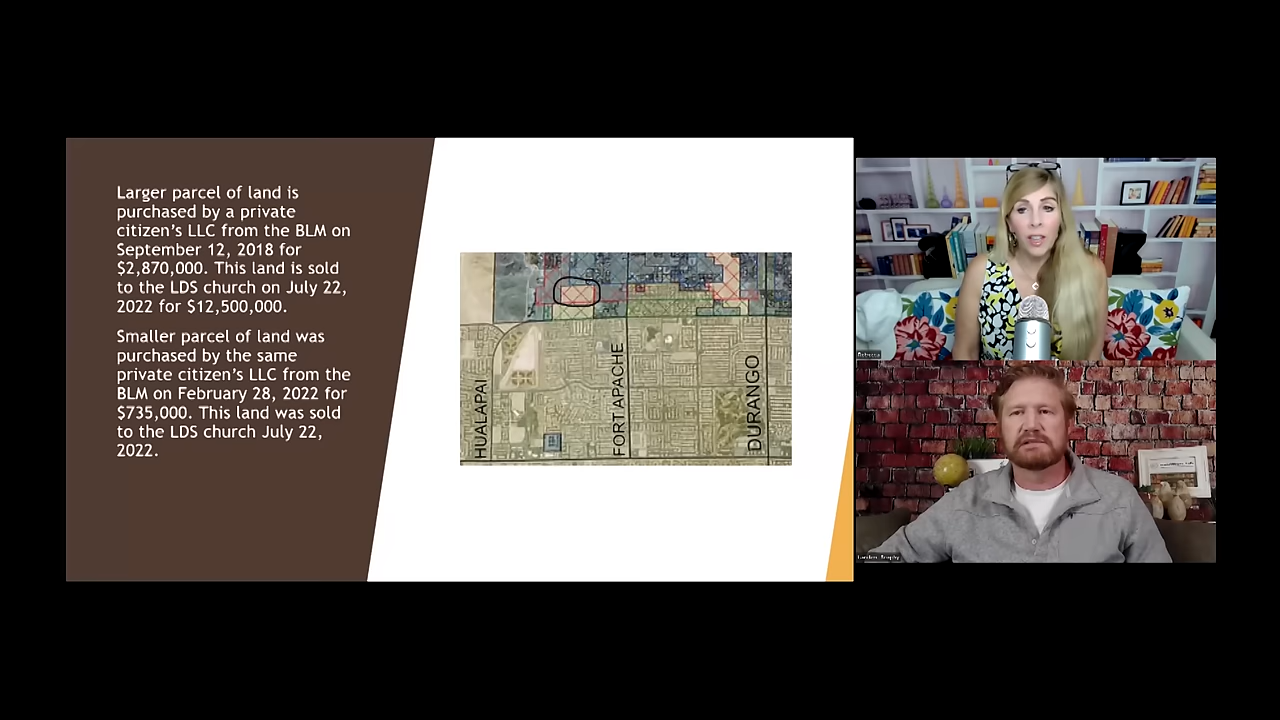 Larger parcel of land is
purchased by a private
citizen's LLC from the BLM on
September 12, 2018 for
$2,870,000. This land is sold
to the LDS church on July 22,
2022 for $12,500,000.
Smaller parcel of land was
purchased by the same
private citizen's LLC from the
BLM on February 28, 2022 for
$735,000. This land was sold
to the LDS church July 22,
2022.
HUALAPAI
FORT APACHE
DURANGO
Rebecca